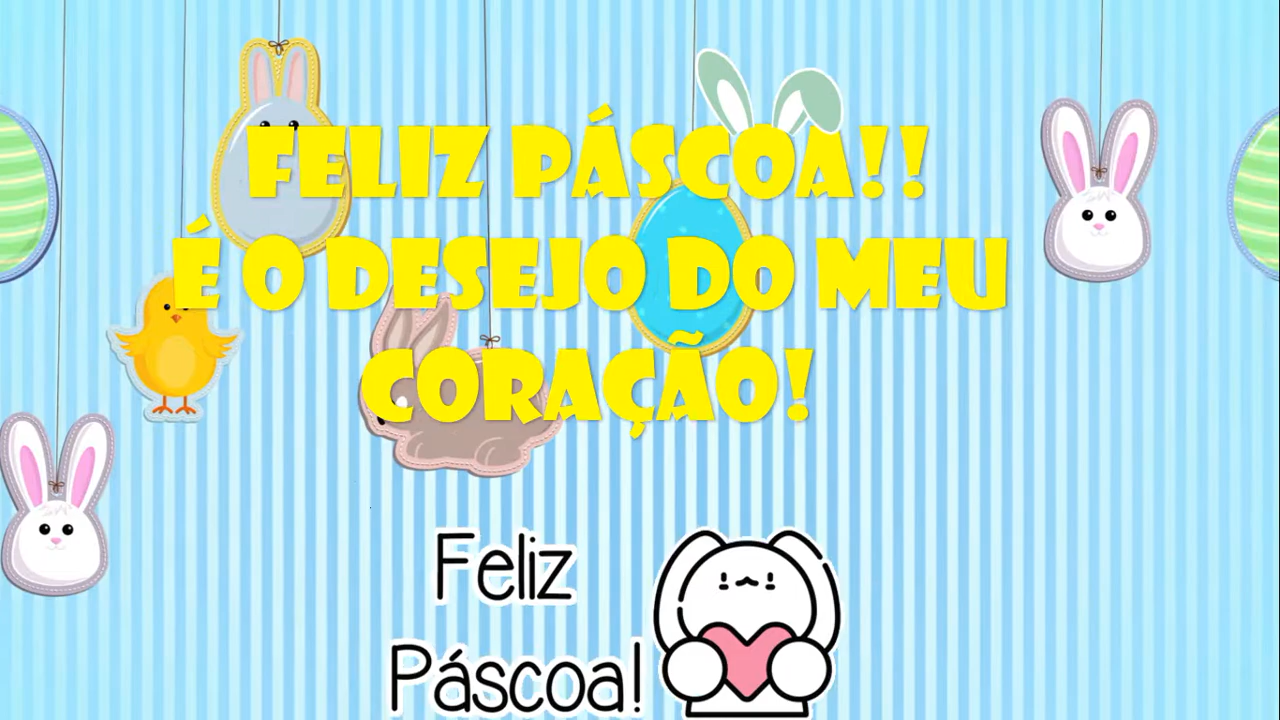 FELIZ PÁSCOA!!
É O DESEJO DO MEU
CORAÇÃO!
Feliz
Páscoa!